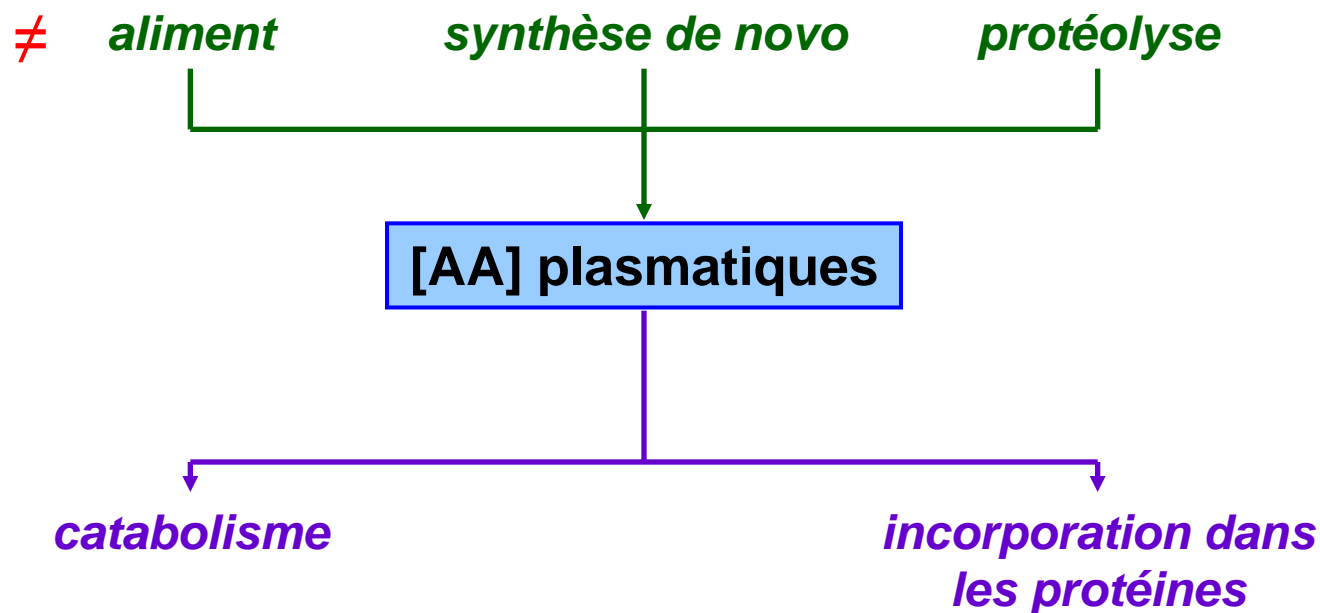 ≠ aliment synthèse de novo protéolyse
[AA] plasmatiques
catabolisme incorporation dans
les protéines